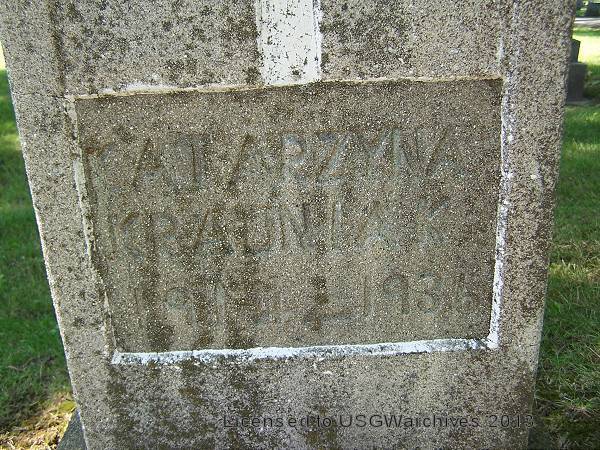 KATARZYNA
KRAUNIAK
Licensed to USGWarchives 2013